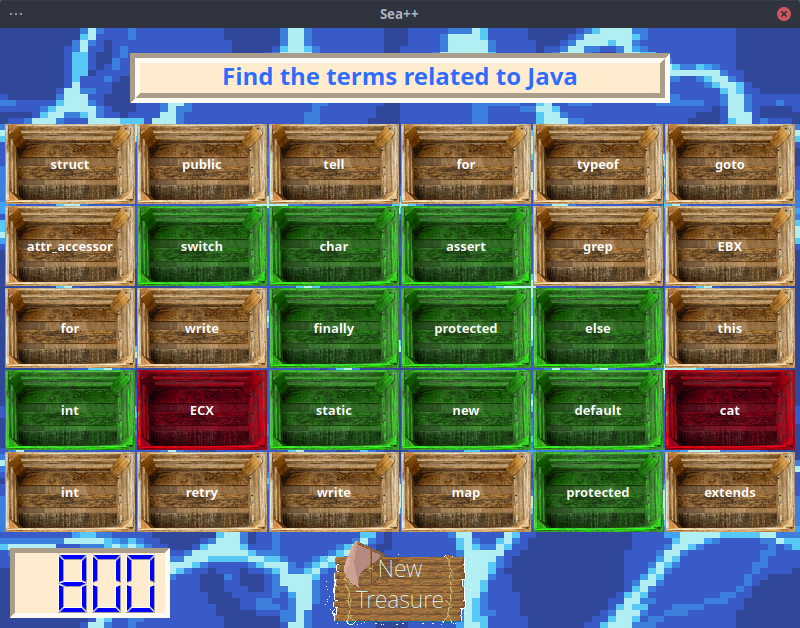 Sea++
Find the terms related to Java
struct public tell for typeof goto
attr_accessor switch char assert grep EBX
for write finally protected else this
int ECX static new default cat
int retry write map protected extends
800
New
Treasure